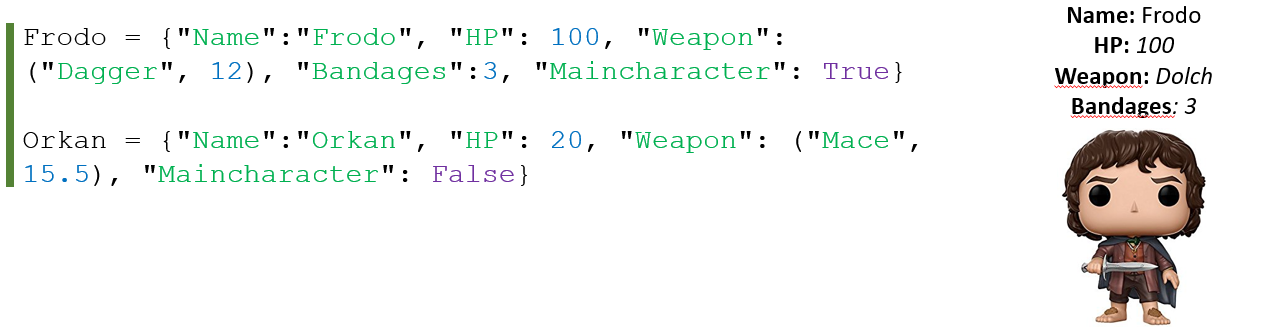 Frodo = {"Name":"Frodo", "HP": 100, "Weapon":
("Dagger", 12), "Bandages":3, "Maincharacter": True}
Orkan = {"Name":"Orkan", "HP": 20, "Weapon": ("Mace",
15.5), "Maincharacter": False}
Name: Frodo
HP: 100
Weapon: Dolch
Bandages: 3